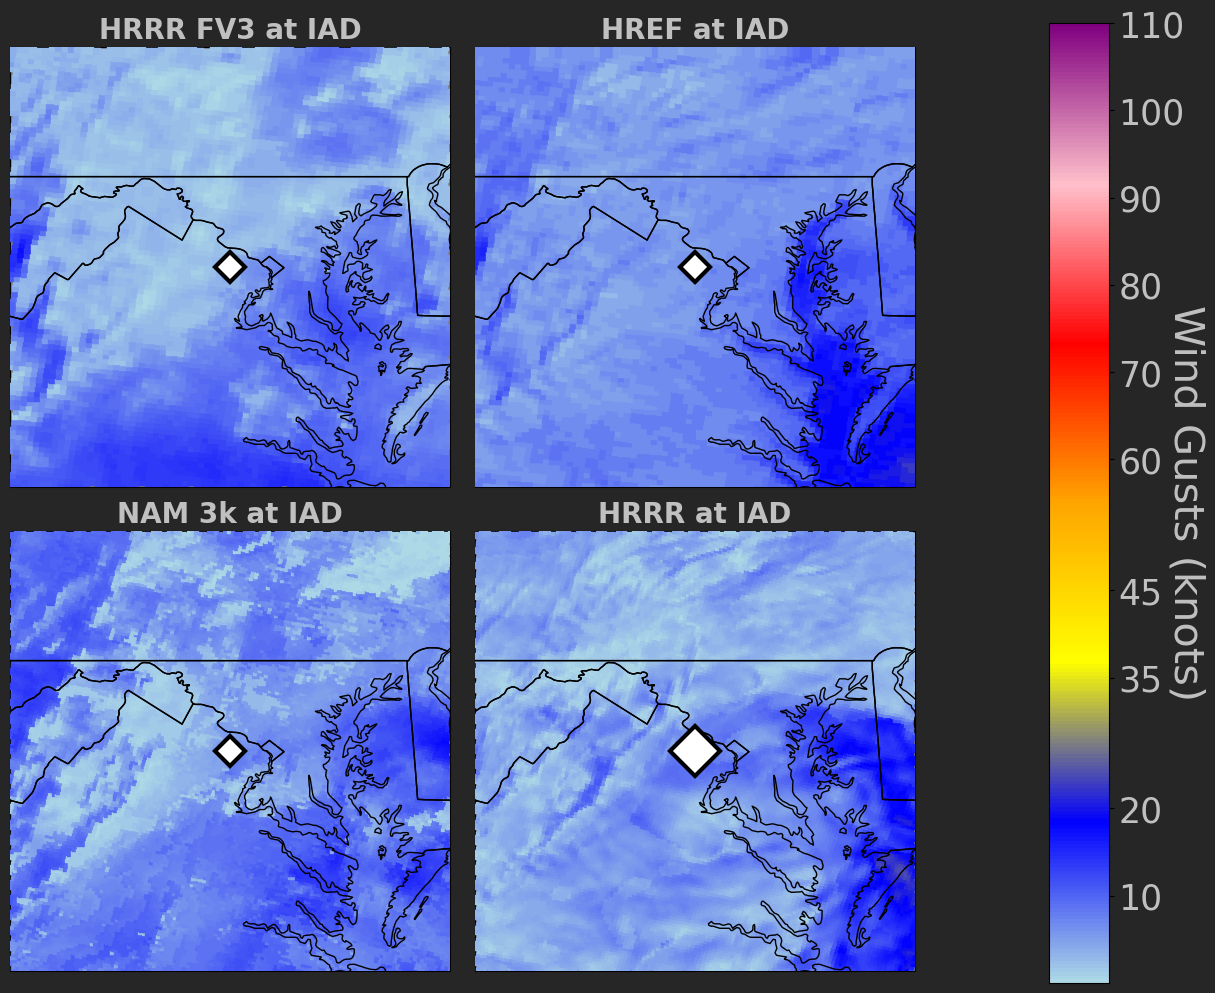 HRRR FV3 at IAD
HREF at IAD
NAM 3k at IAD
HRRR at IAD
110
100
90
80
70
60
45
35
20
10
Wind Gusts (knots)